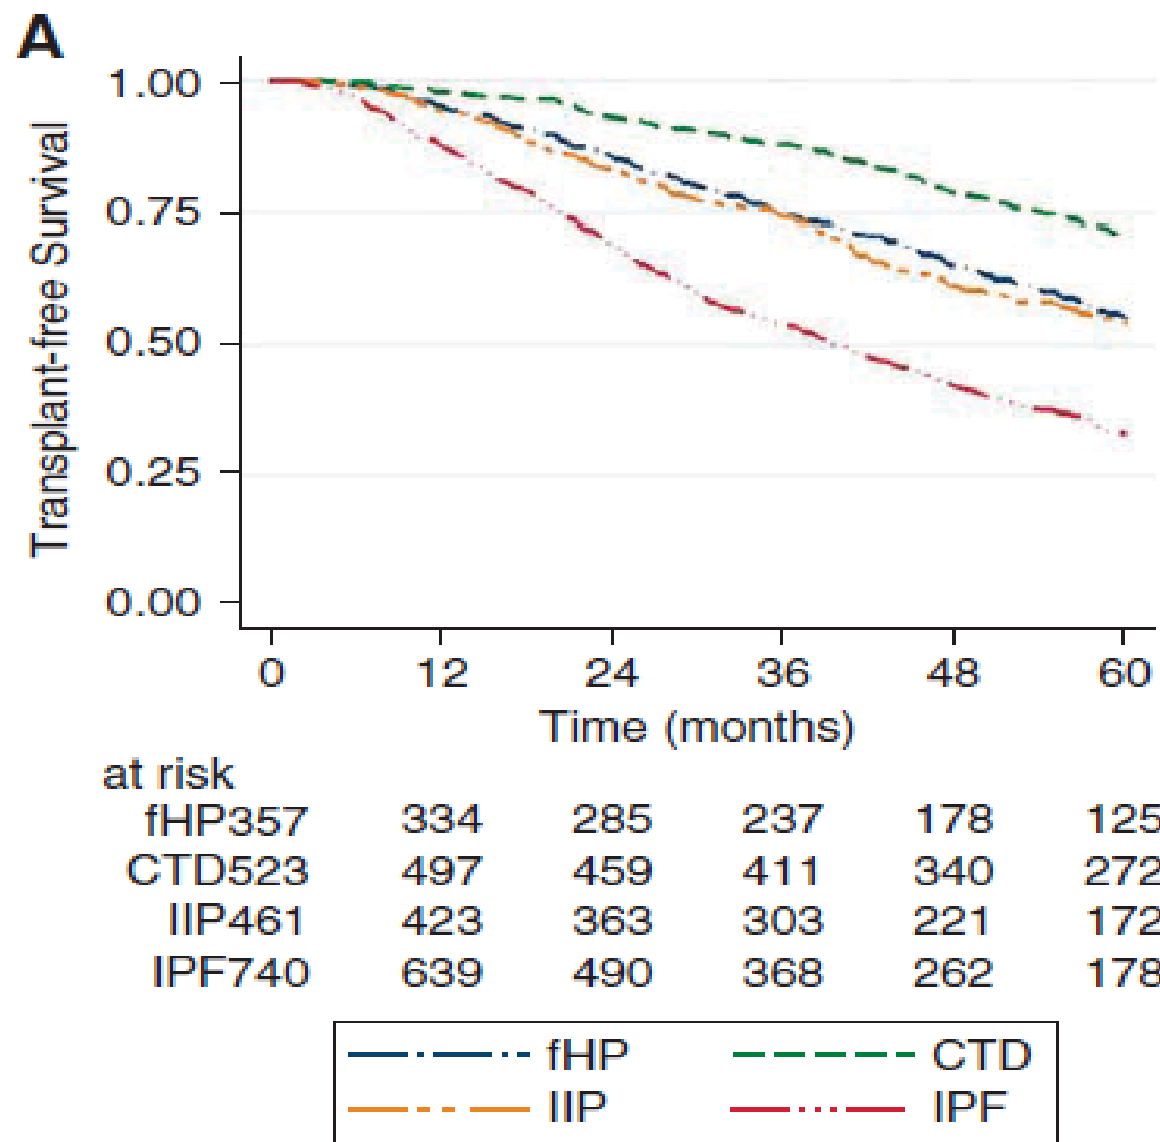 A
Transplant-free Survival
1.00
0.75
0.50
0.25
0.00
0 12 24 36 48 60
Time (months)
at risk
fHP357 334 285 237 178 125
CTD523 497 459 411 340 272
IIP461 423 363 303 221 172
IPF740 639 490 368 262 178
fHP CTD
IIP IPF